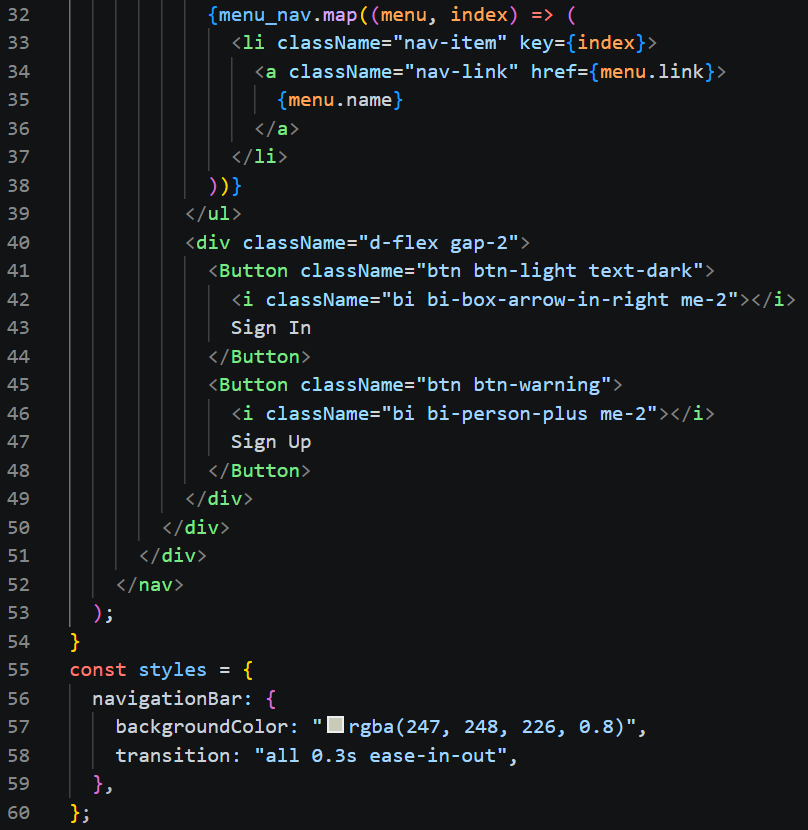 32 {menu_nav.map((menu, index) => (
33 <li className="nav-item" key={index}>
34 <a className="nav-link" href={menu.link}>
35 {menu.name}
36 </a>
37 </li>
38 ))}
39 </ul>
40 <div className="d-flex gap-2">
41 <Button className="btn btn-light text-dark">
42 <i className="bi bi-box-arrow-in-right me-2"></i>
43 Sign In
44 </Button>
45 <Button className="btn btn-warning">
46 <i className="bi bi-person-plus me-2"></i>
47 Sign Up
48 </Button>
49 </div>
50 </div>
51 </div>
52 </nav>
53 );
54 }
55 const styles = {
56 navigationBar: {
57 backgroundColor: "rgba(247, 248, 226, 0.8)",
58 transition: "all 0.3s ease-in-out",
59 },
60 };